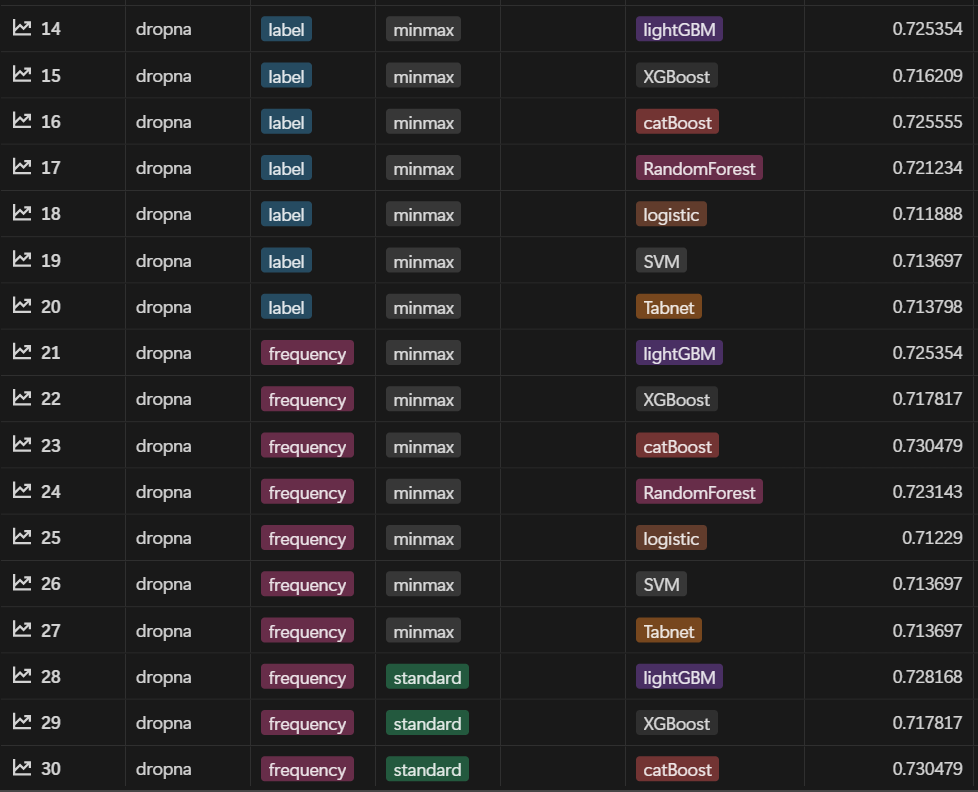 14 dropna label minmax lightGBM 0.725354
15 dropna label minmax XGBoost 0.716209
16 dropna label minmax catBoost 0.725555
17 dropna label minmax RandomForest 0.721234
18 dropna label minmax logistic 0.711888
19 dropna label minmax SVM 0.713697
20 dropna label minmax Tabnet 0.713798
21 dropna frequency minmax lightGBM 0.725354
22 dropna frequency minmax XGBoost 0.717817
23 dropna frequency minmax catBoost 0.730479
24 dropna frequency minmax RandomForest 0.723143
25 dropna frequency minmax logistic 0.71229
26 dropna frequency minmax SVM 0.713697
27 dropna frequency minmax Tabnet 0.713697
28 dropna frequency standard lightGBM 0.728168
29 dropna frequency standard XGBoost 0.717817
30 dropna frequency standard catBoost 0.730479